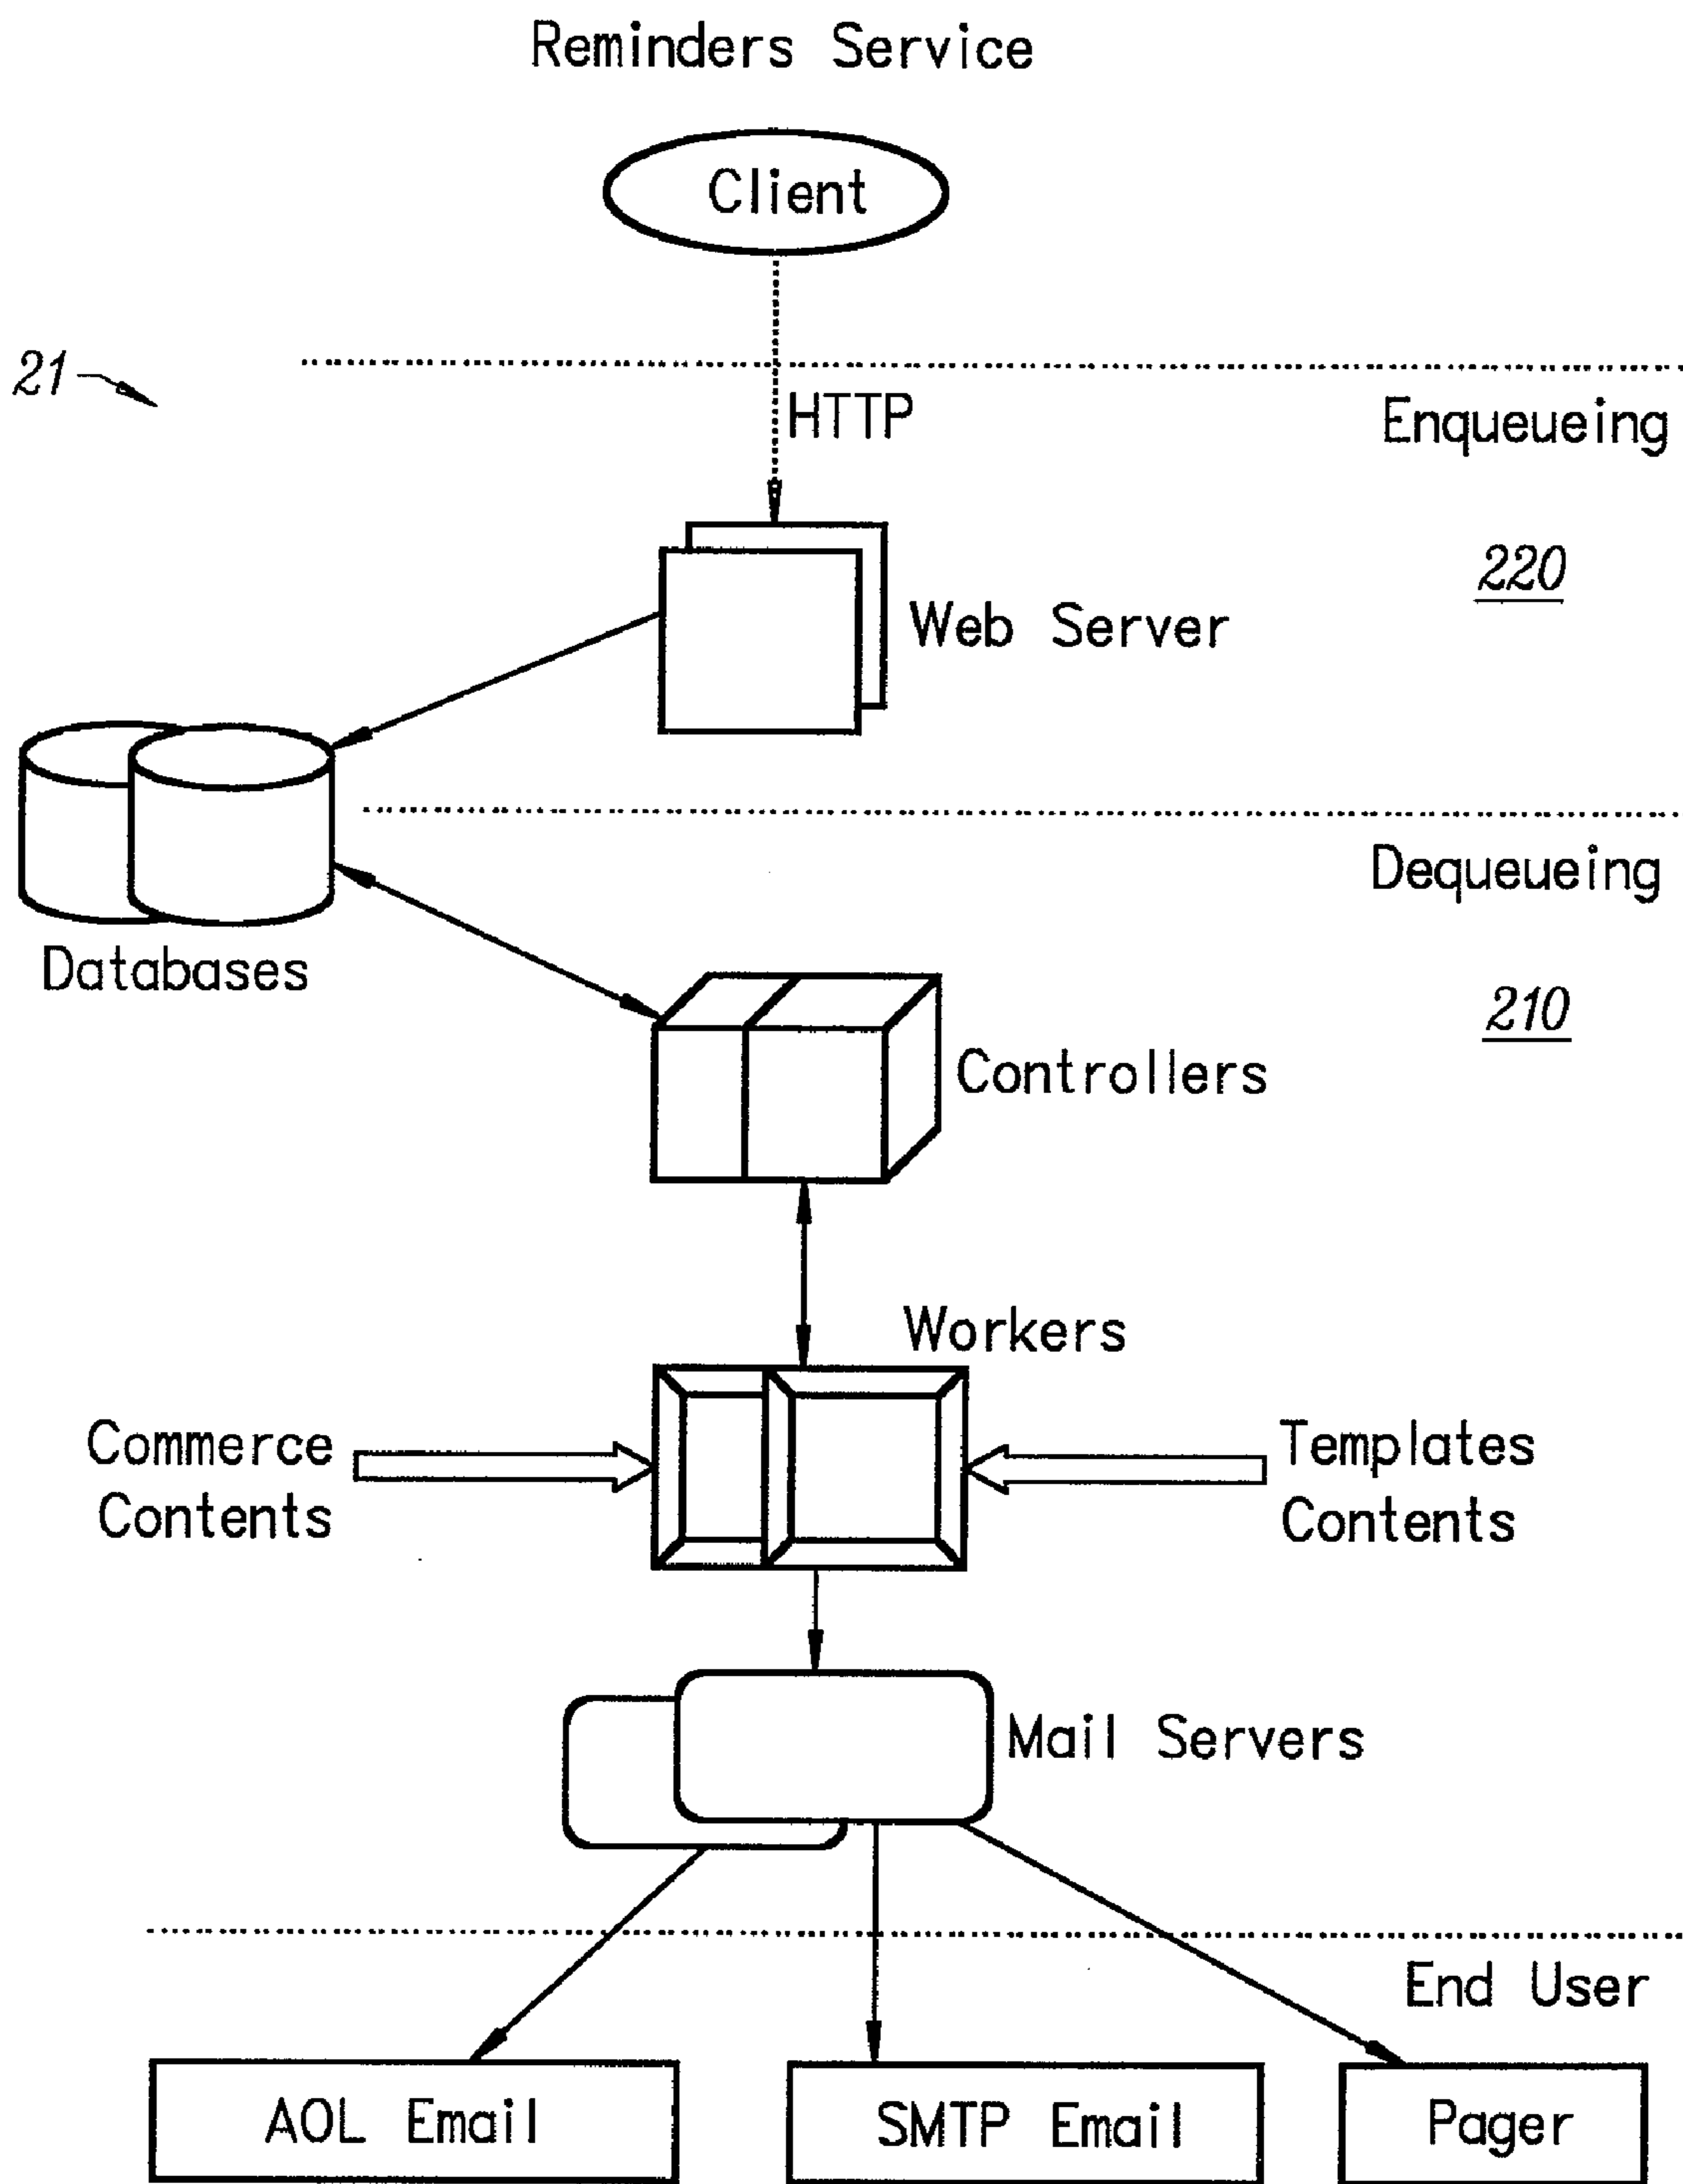 Reminders Service
Client
21
HTTP
Enqueueing
220
Web Server
Dequeueing
Databases
210
Controllers
Workers
Commerce
Contents
Templates
Contents
Mail Servers
End User
AOL Email
SMTP Email
Pager